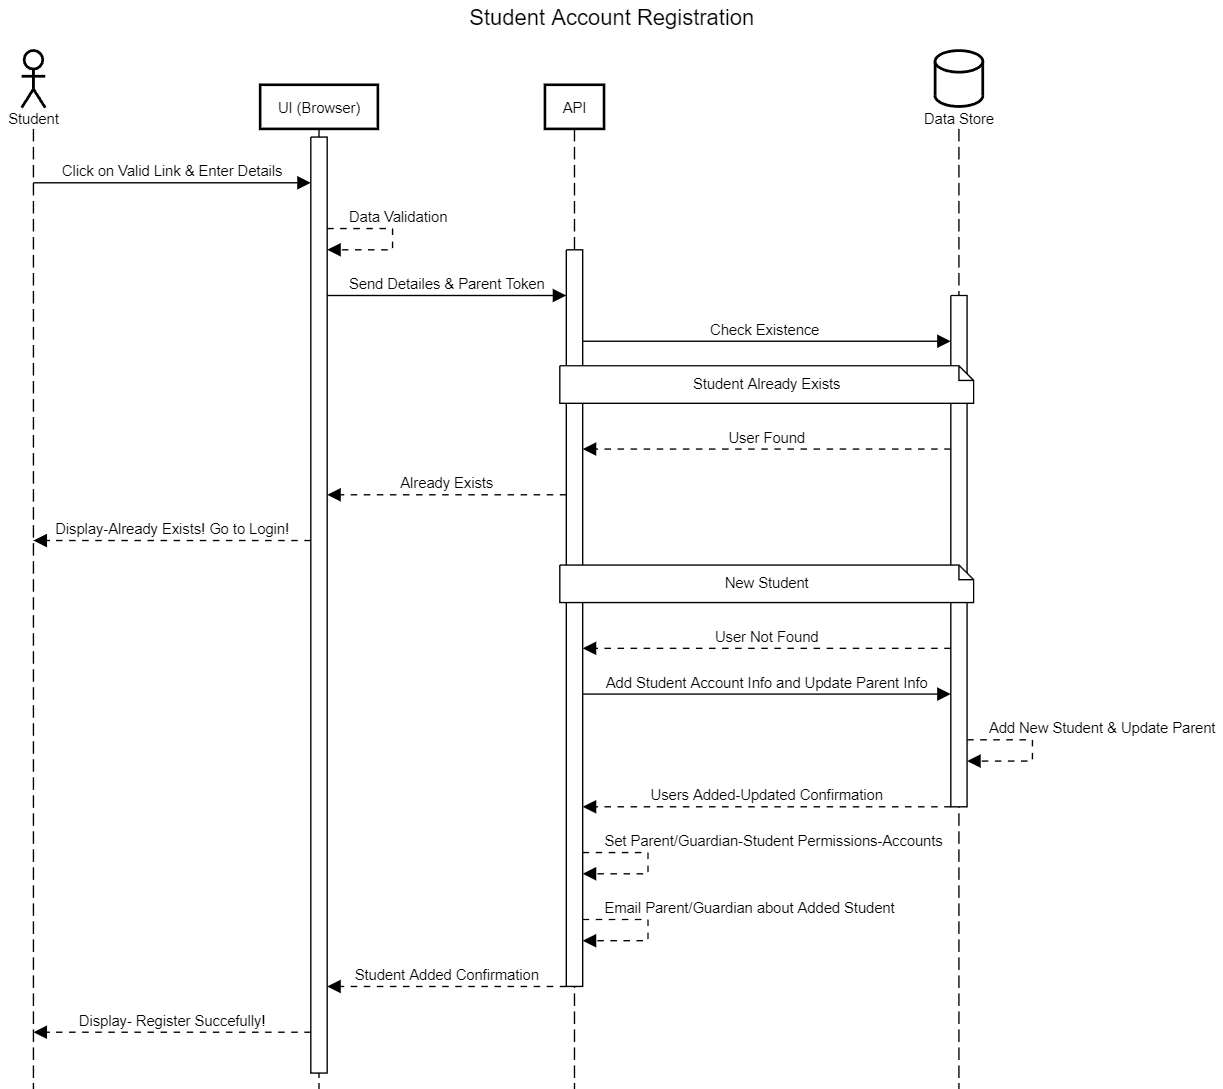 Student Account Registration
Student
UI (Browser)
API
Data Store
Click on Valid Link & Enter Details
Data Validation
Send Detailes & Parent Token
Check Existence
Student Already Exists
User Found
Already Exists
Display-Already Exists! Go to Login!
New Student
User Not Found
Add Student Account Info and Update Parent Info
Add New Student & Update Parent
Users Added-Updated Confirmation
Set Parent/Guardian-Student Permissions-Accounts
Email Parent/Guardian about Added Student
Student Added Confirmation
Display- Register Succefully!